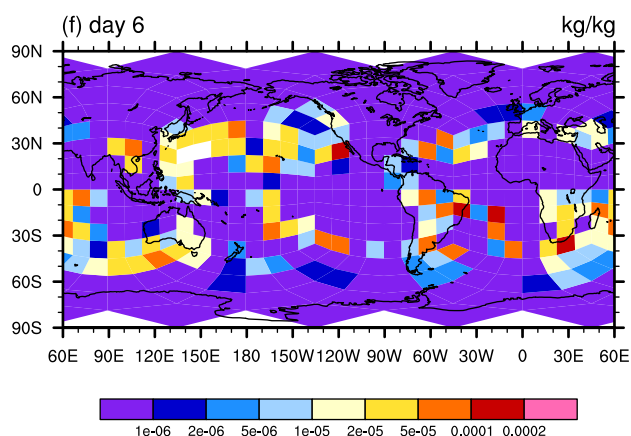 (f) day 6 kg/kg
90N
60N
30N
0
30S
60S
90S
60E 90E 120E 150E 180 150W 120W 90W 60W 30W 0 30E 60E
1e-06 2e-06 5e-06 1e-05 2e-05 5e-05 0.0001 0.0002